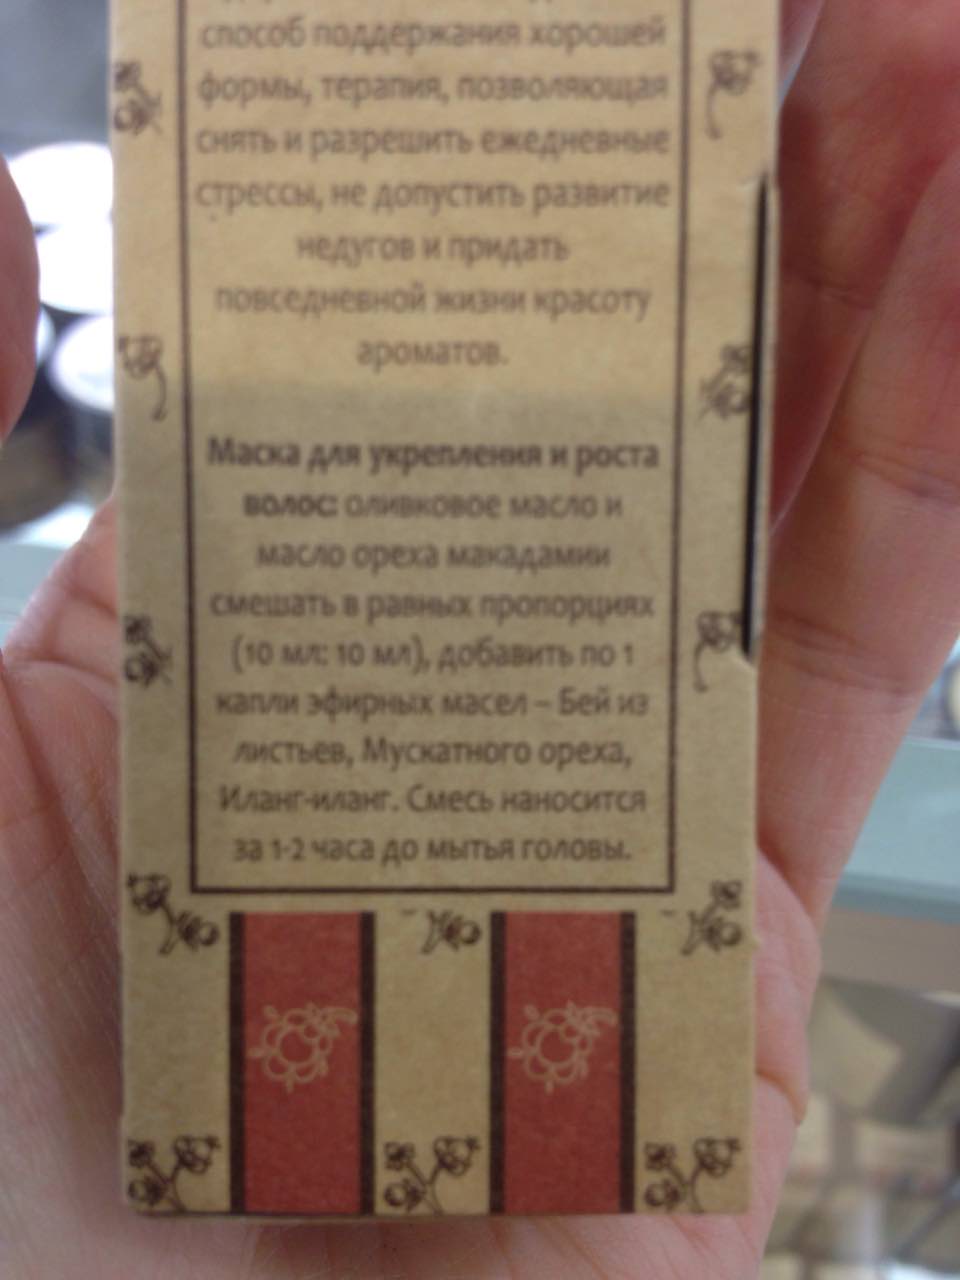 способ поддержания хорошей
формы, терапия, позволяющая
снять и разрешить ежедневные
стрессы, не допустить развитие
недугов и придать
повседневной жизни красоту
ароматов.
Маска для укрепления и роста
волос: оливковое масло и
масло ореха макадамии
смешать в равных пропорциях
(10 мл: 10 мл), добавить по 1
капли эфирных масел – Бей из
листьев, Мускатного ореха,
Иланг-иланг. Смесь наносится
за 1-2 часа до мытья головы.